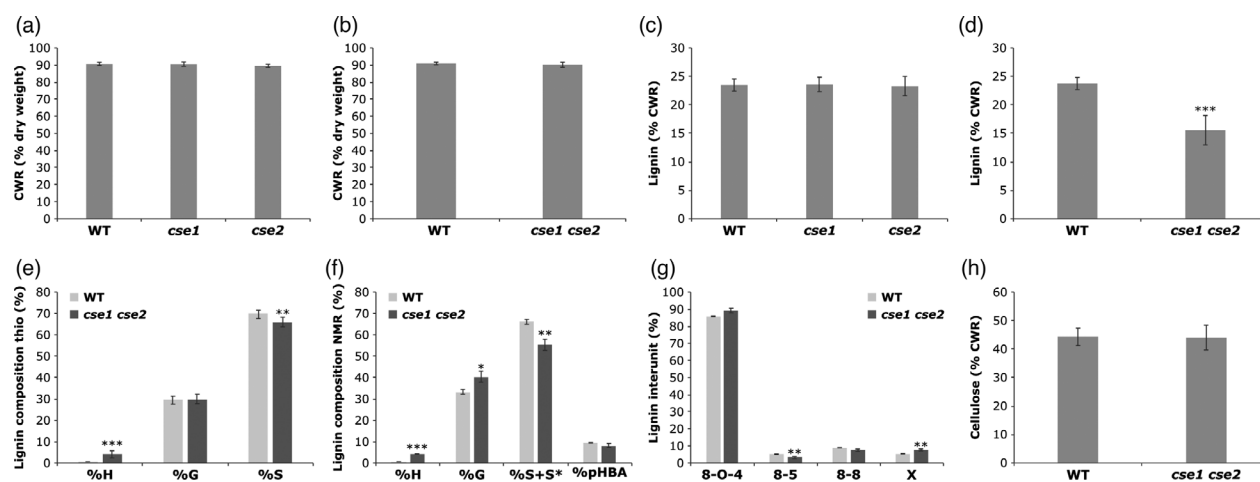 (a)
CWR (% dry weight)
100
90
80
70
60
50
40
30
20
10
0
WT cse1 cse2
(b)
CWR (% dry weight)
100
90
80
70
60
50
40
30
20
10
0
WT cse1 cse2
(c)
Lignin (% CWR)
30
25
20
15
10
5
0
WT cse1 cse2
(d)
Lignin (% CWR)
30
25
20
15
10
5
0
***
WT cse1 cse2
(e)
Lignin composition thio (%)
80
70
60
50
40
30
20
10
0
WT
cse1 cse2
***
**
%H %G %S
(f)
Lignin composition NMR (%)
80
70
60
50
40
30
20
10
0
WT
cse1 cse2
***
*
**
%H %G %S+S* %pHBA
(g)
Lignin interunit (%)
100
90
80
70
60
50
40
30
20
10
0
WT
cse1 cse2
**
**
8-O-4 8-5 8-8 X
(h)
Cellulose (% CWR)
60
50
40
30
20
10
0
WT cse1 cse2